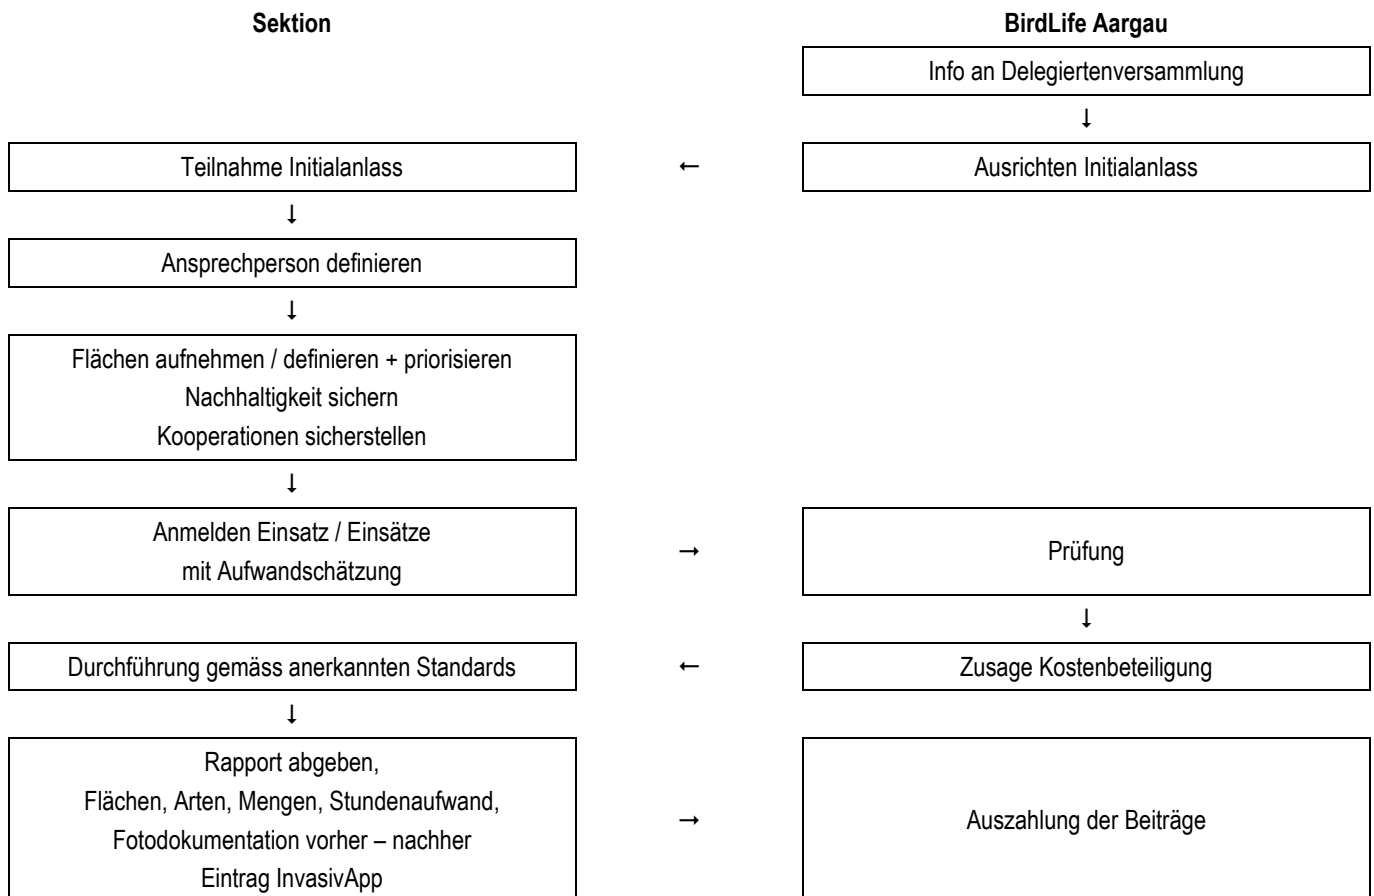 Sektion
BirdLife Aargau
Info an Delegiertenversammlung
↓
Teilnahme Initialanlass
←
Ausrichten Initialanlass
↓
Ansprechperson definieren
↓
Flächen aufnehmen / definieren + priorisieren
Nachhaltigkeit sichern
Kooperationen sicherstellen
↓
Anmelden Einsatz / Einsätze
mit Aufwandschätzung
→
Prüfung
↓
Durchführung gemäss anerkannten Standards
←
Zusage Kostenbeteiligung
↓
Rapport abgeben,
Flächen, Arten, Mengen, Stundenaufwand,
Fotodokumentation vorher – nachher
Eintrag InvasivApp
→
Auszahlung der Beiträge